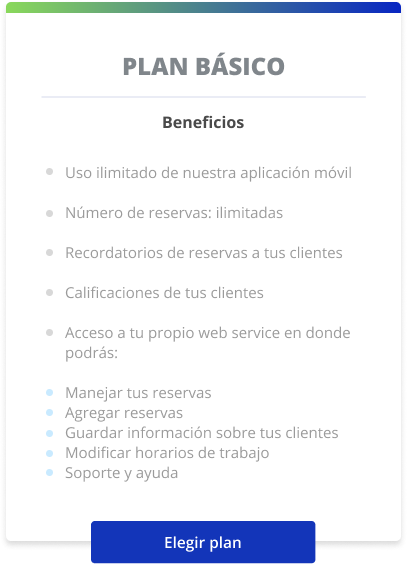 PLAN BÁSICO
Beneficios
Uso ilimitado de nuestra aplicación móvil
Número de reservas: ilimitadas
Recordatorios de reservas a tus clientes
Calificaciones de tus clientes
Acceso a tu propio web service en donde
podrás:
Manejar tus reservas
Agregar reservas
Guardar información sobre tus clientes
Modificar horarios de trabajo
Soporte y ayuda
Elegir plan